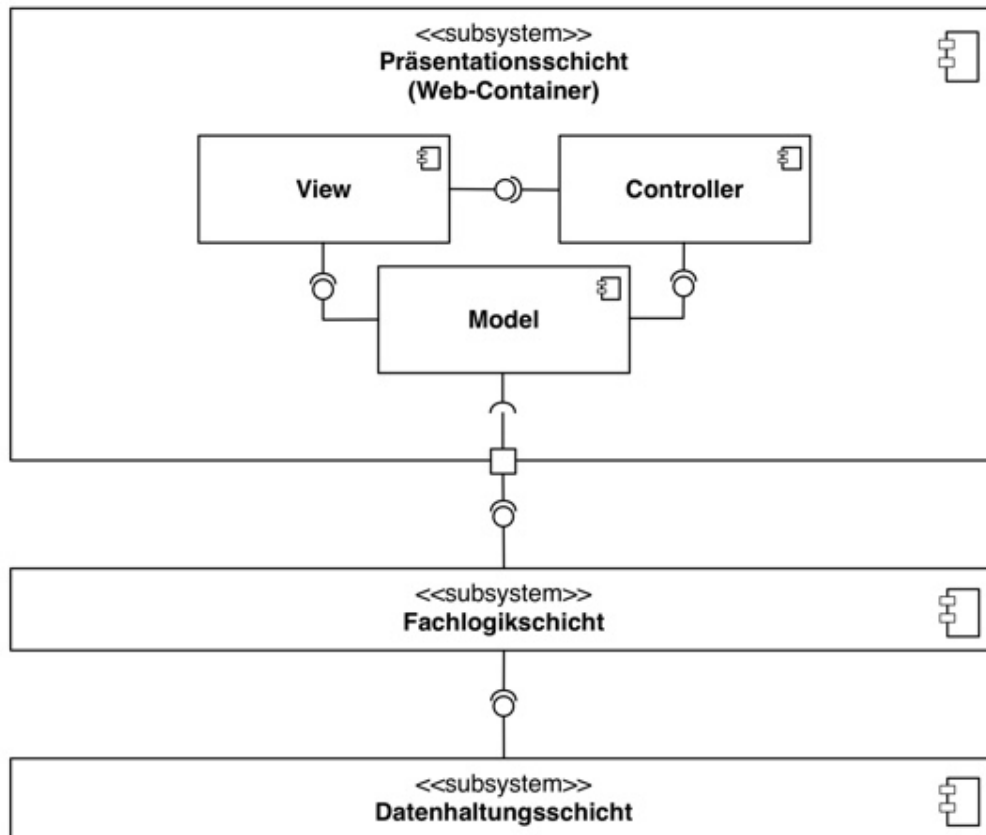 <<subsystem>>
Präsentationsschicht
(Web-Container)
View
Controller
Model
<<subsystem>>
Fachlogikschicht
<<subsystem>>
Datenhaltungsschicht